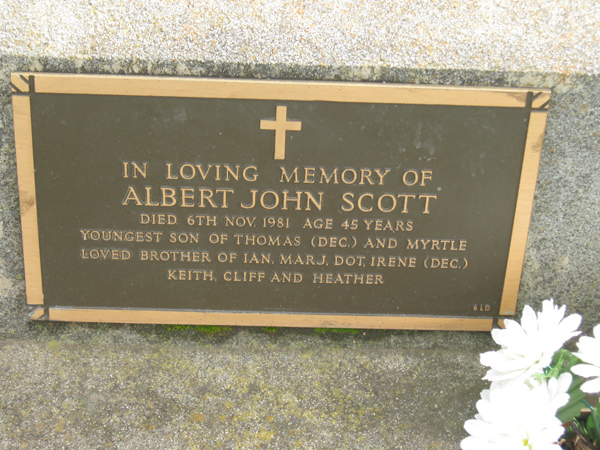 IN LOVING MEMORY OF
ALBERT JOHN SCOTT
DIED 6TH NOV. 1981 AGE 45 YEARS
YOUNGEST SON OF THOMAS (DEC.) AND MYRTLE
LOVED BROTHER OF IAN, MARJ, DOT, IRENE (DEC.)
KEITH, CLIFF AND HEATHER